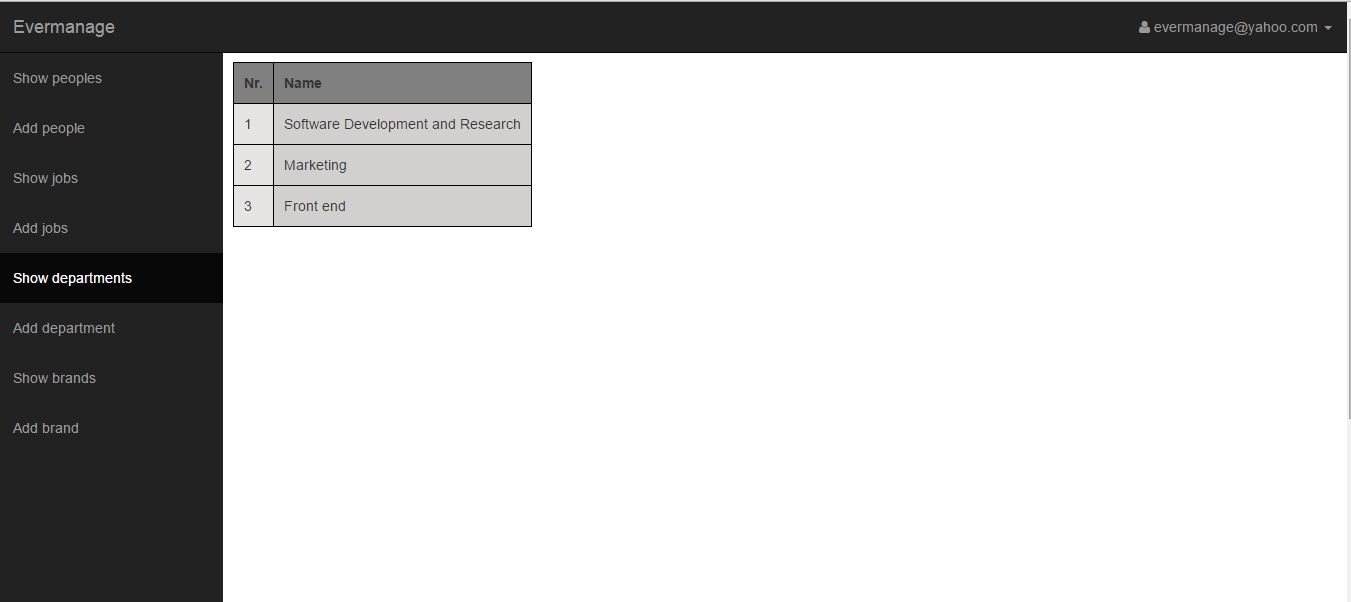 Evermanage
evermanage@yahoo.com
Show peoples
Add people
Show jobs
Add jobs
Show departments
Add department
Show brands
Add brand
Nr. Name
1 Software Development and Research
2 Marketing
3 Front end